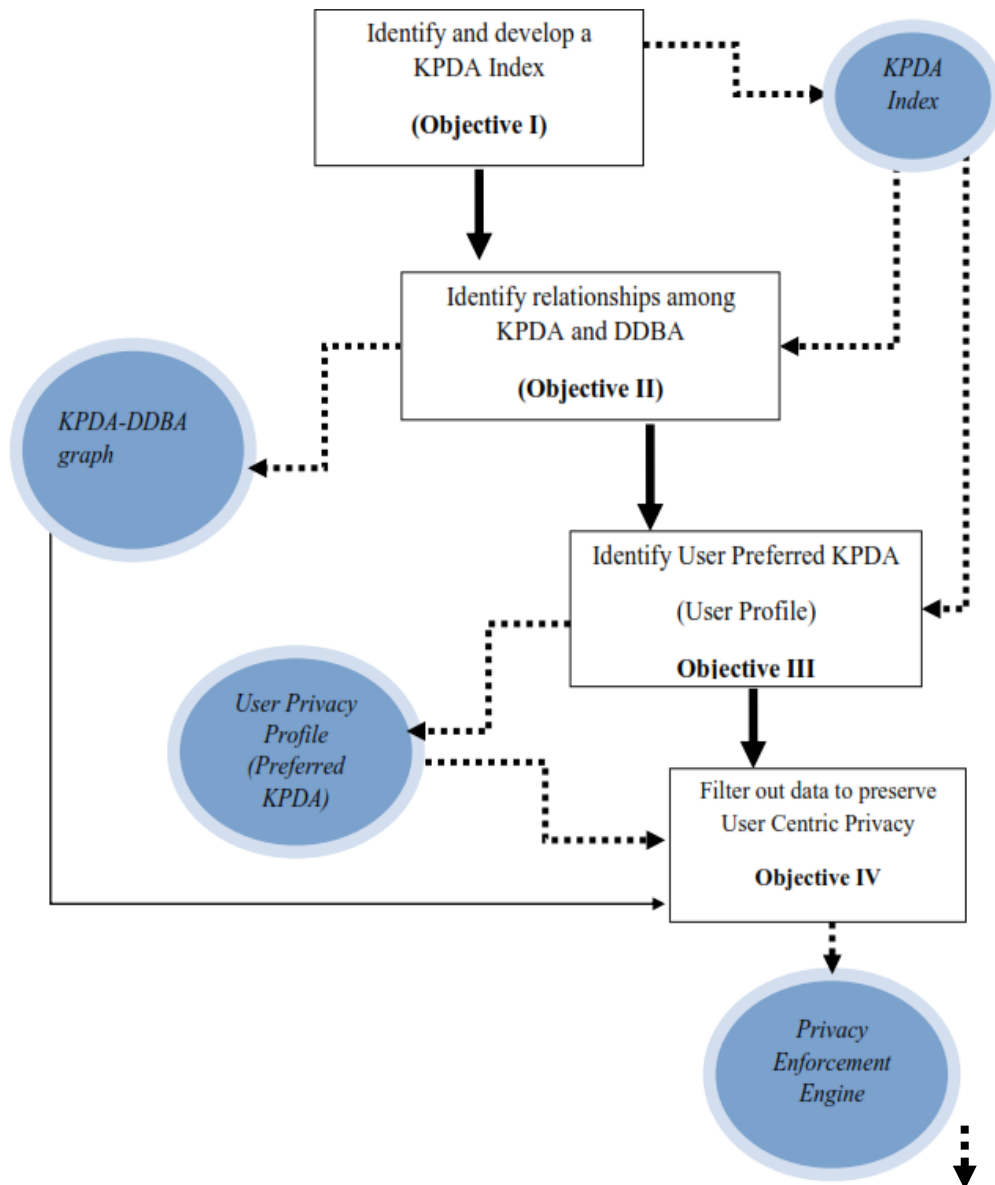 Identify and develop a
KPDA Index
(Objective I)
KPDA
Index
Identify relationships among
KPDA and DDBA
(Objective II)
KPDA-DDBA
graph
Identify User Preferred KPDA
(User Profile)
Objective III
User Privacy
Profile
(Preferred
KPDA)
Filter out data to preserve
User Centric Privacy
Objective IV
Privacy
Enforcement
Engine